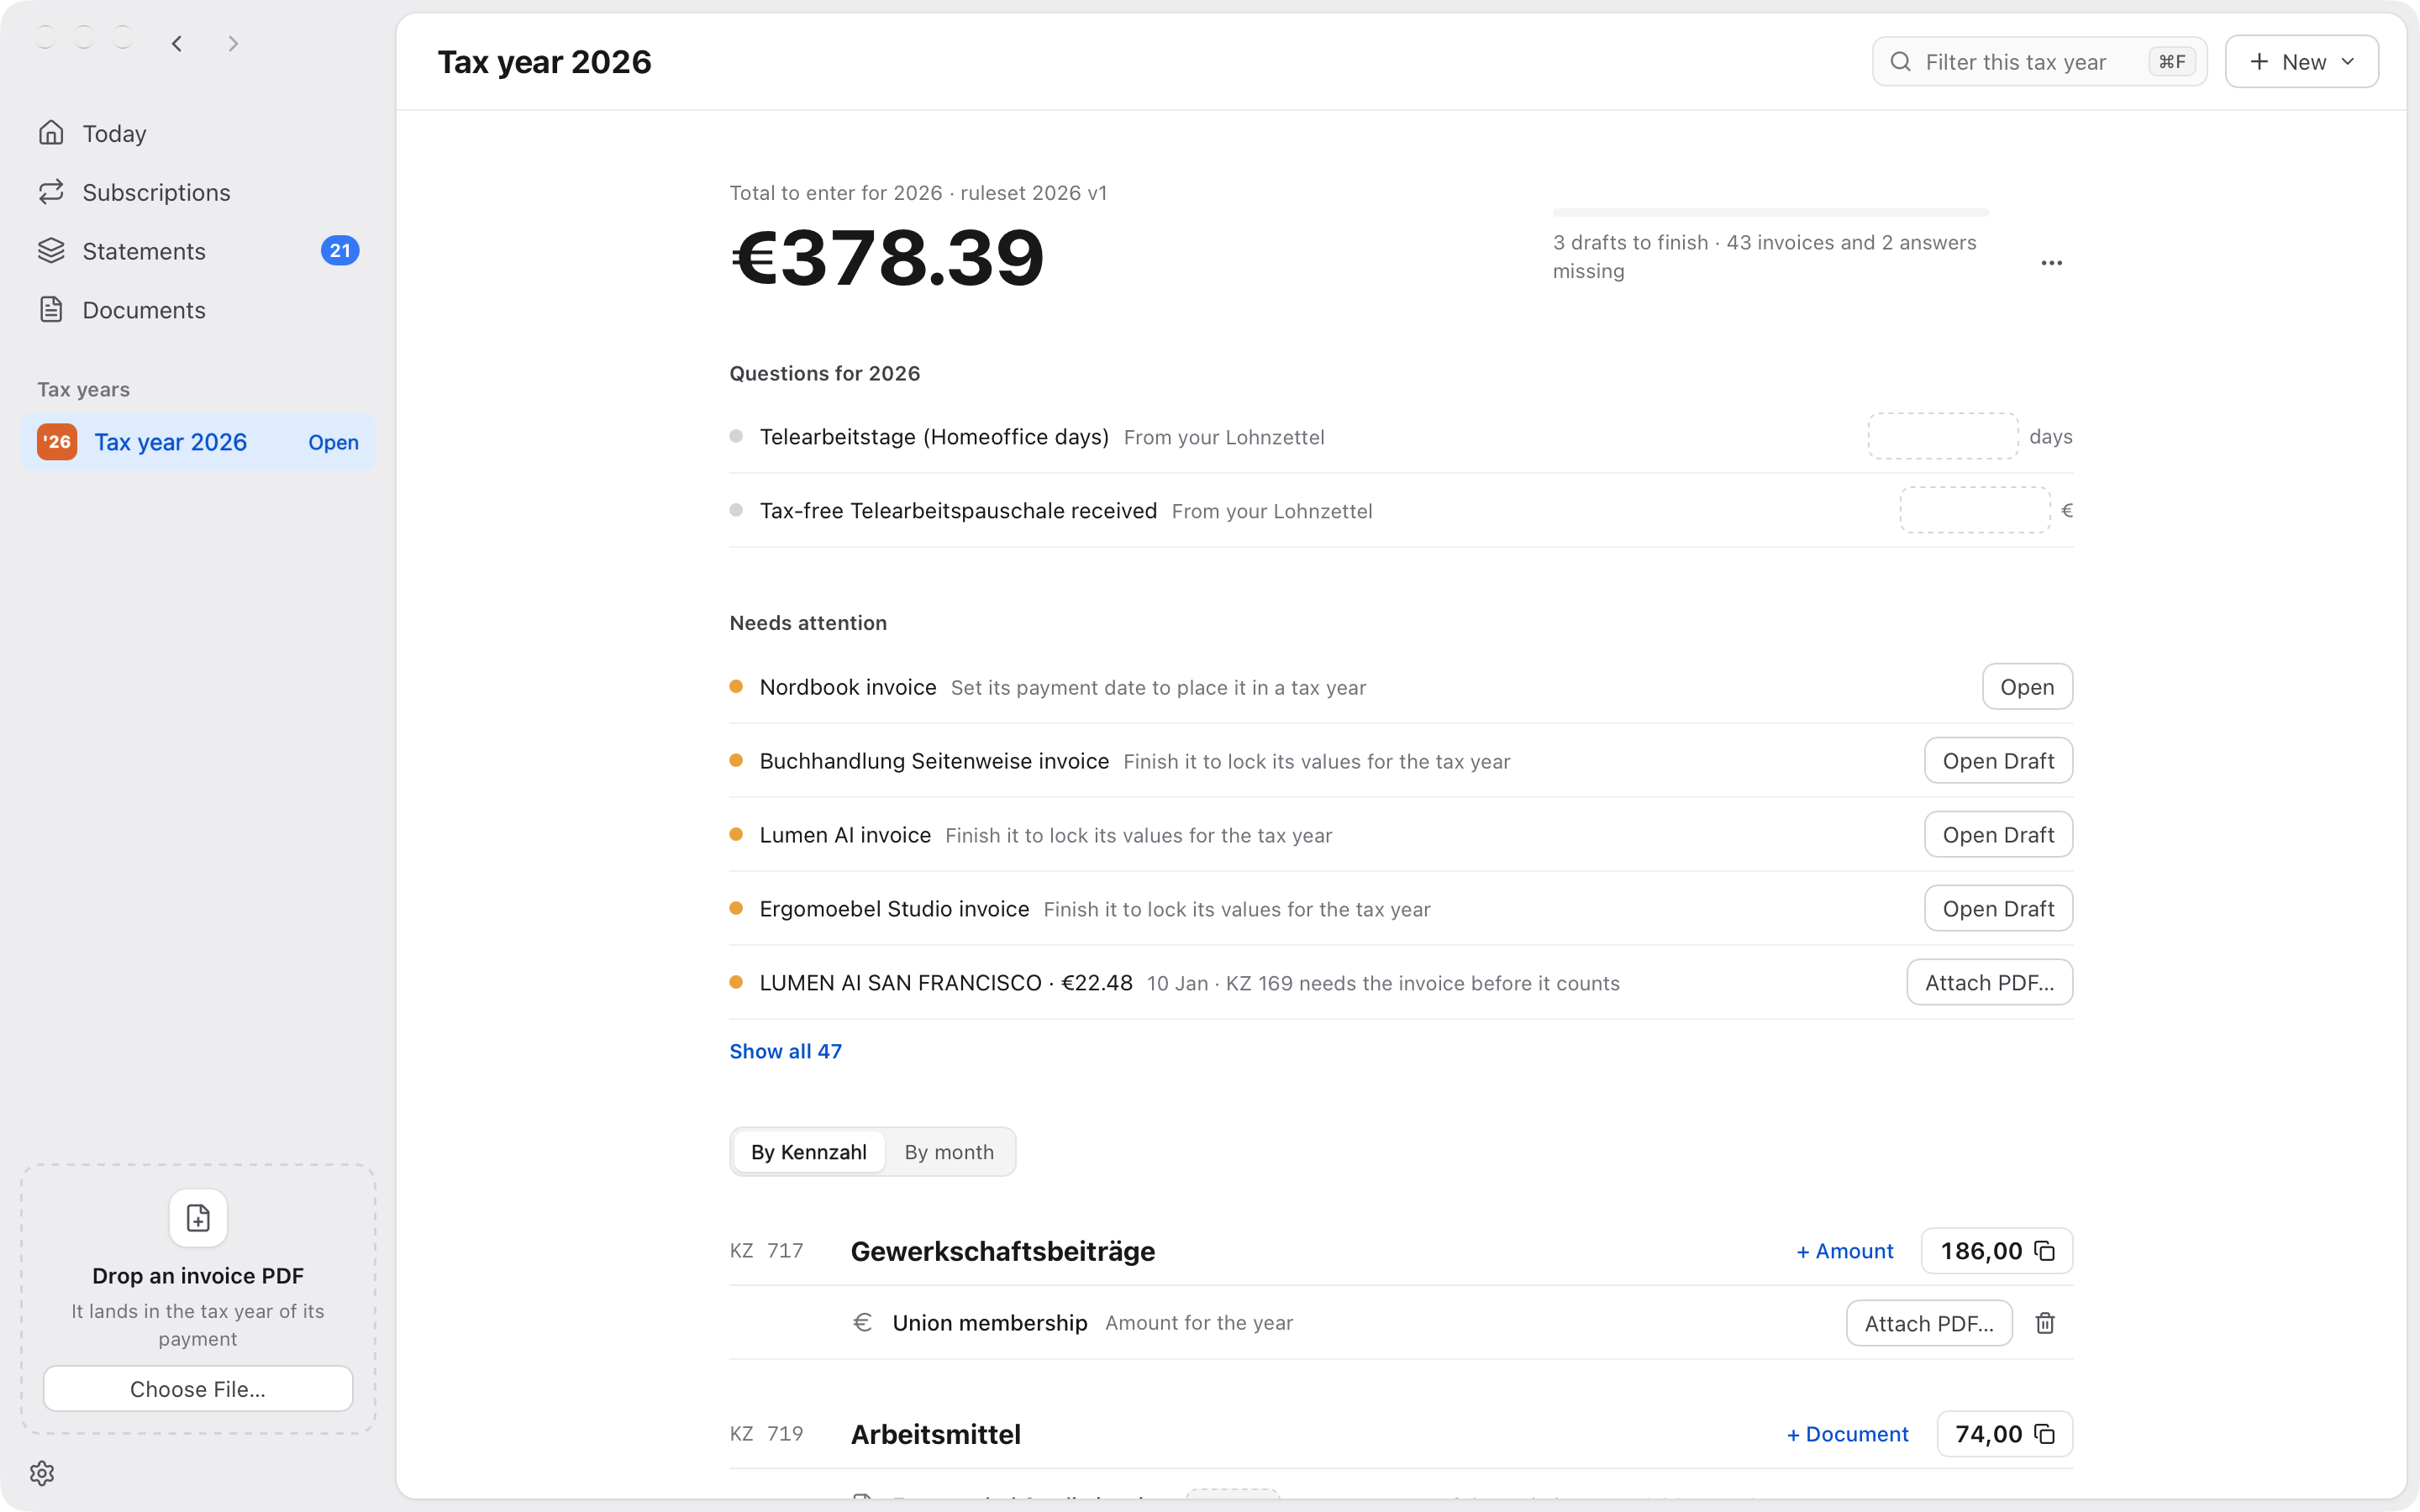 Today
Subscriptions
Statements 21
Documents
Tax years
'26 Tax year 2026 Open
Drop an invoice PDF
It lands in the tax year of its
payment
Choose File...
Tax year 2026
Filter this tax year ⌘F
+ New
Total to enter for 2026 · ruleset 2026 v1
€378.39
3 drafts to finish · 43 invoices and 2 answers
missing
Questions for 2026
Telearbeitstage (Homeoffice days) From your Lohnzettel days
Tax-free Telearbeitspauschale received From your Lohnzettel €
Needs attention
Nordbook invoice Set its payment date to place it in a tax year Open
Buchhandlung Seitenweise invoice Finish it to lock its values for the tax year Open Draft
Lumen AI invoice Finish it to lock its values for the tax year Open Draft
Ergomoebel Studio invoice Finish it to lock its values for the tax year Open Draft
LUMEN AI SAN FRANCISCO · €22.48 10 Jan · KZ 169 needs the invoice before it counts Attach PDF...
Show all 47
By Kennzahl By month
KZ 717 Gewerkschaftsbeiträge + Amount 186,00
€ Union membership Amount for the year Attach PDF...
KZ 719 Arbeitsmittel + Document 74,00